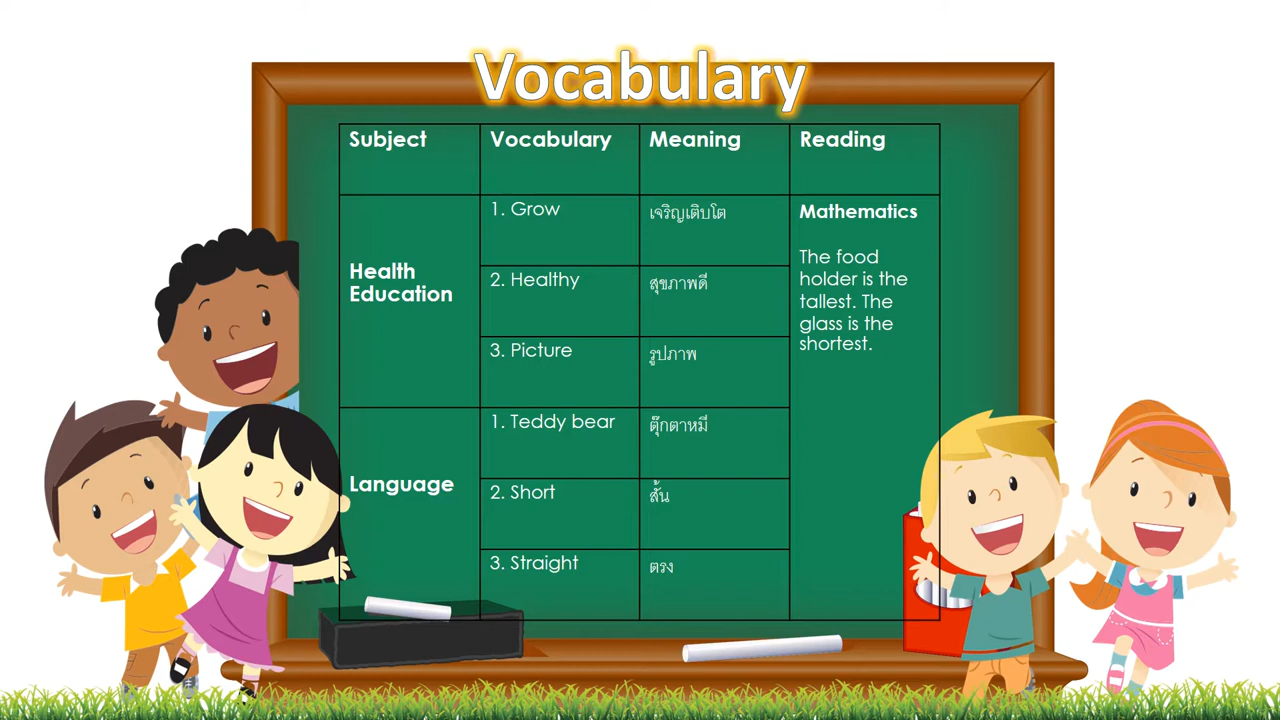 Vocabulary
Subject Vocabulary Meaning Reading
Health
Education
1. Grow เจริญเติบโต
2. Healthy สุขภาพดี
3. Picture รูปภาพ
Mathematics
The food
holder is the
tallest. The
glass is the
shortest.
Language
1. Teddy bear ตุ๊กตาหมี
2. Short สั้น
3. Straight ตรง